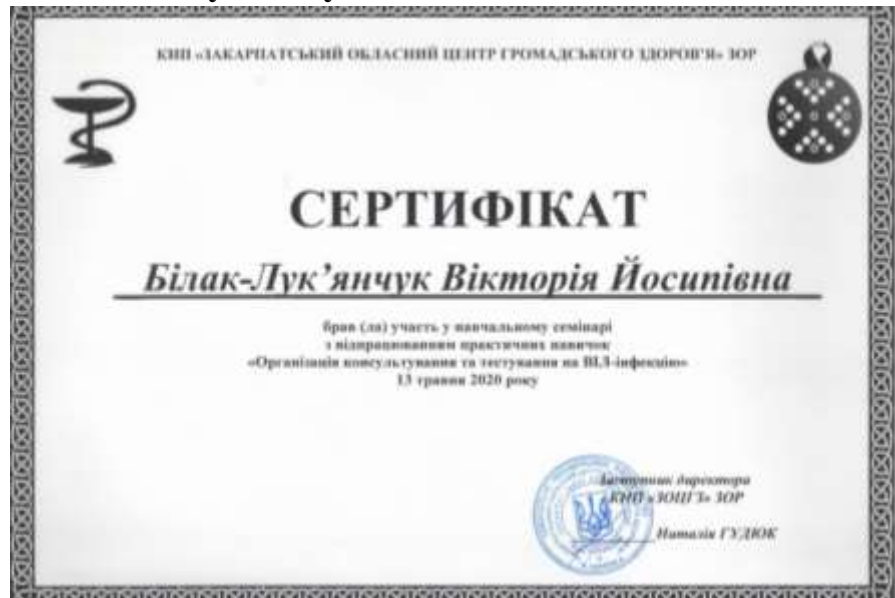 КНП «ЗАКАРПАТСЬКИЙ ОБЛАСНИЙ ЦЕНТР ГРОМАДСЬКОГО ЗДОРОВ'Я» ЗОР
СЕРТИФІКАТ
Білак-Лук’янчук Вікторія Йосипівна
брав (ла) участь у навчальному семінарі
з відпрацюванням практичних навичок
«Організація консультування та тестування на ВІЛ-інфекцію»
13 травня 2020 року
Заступник директора
КНП «ЗОЦГЗ» ЗОР
Наталія ГУДЮК